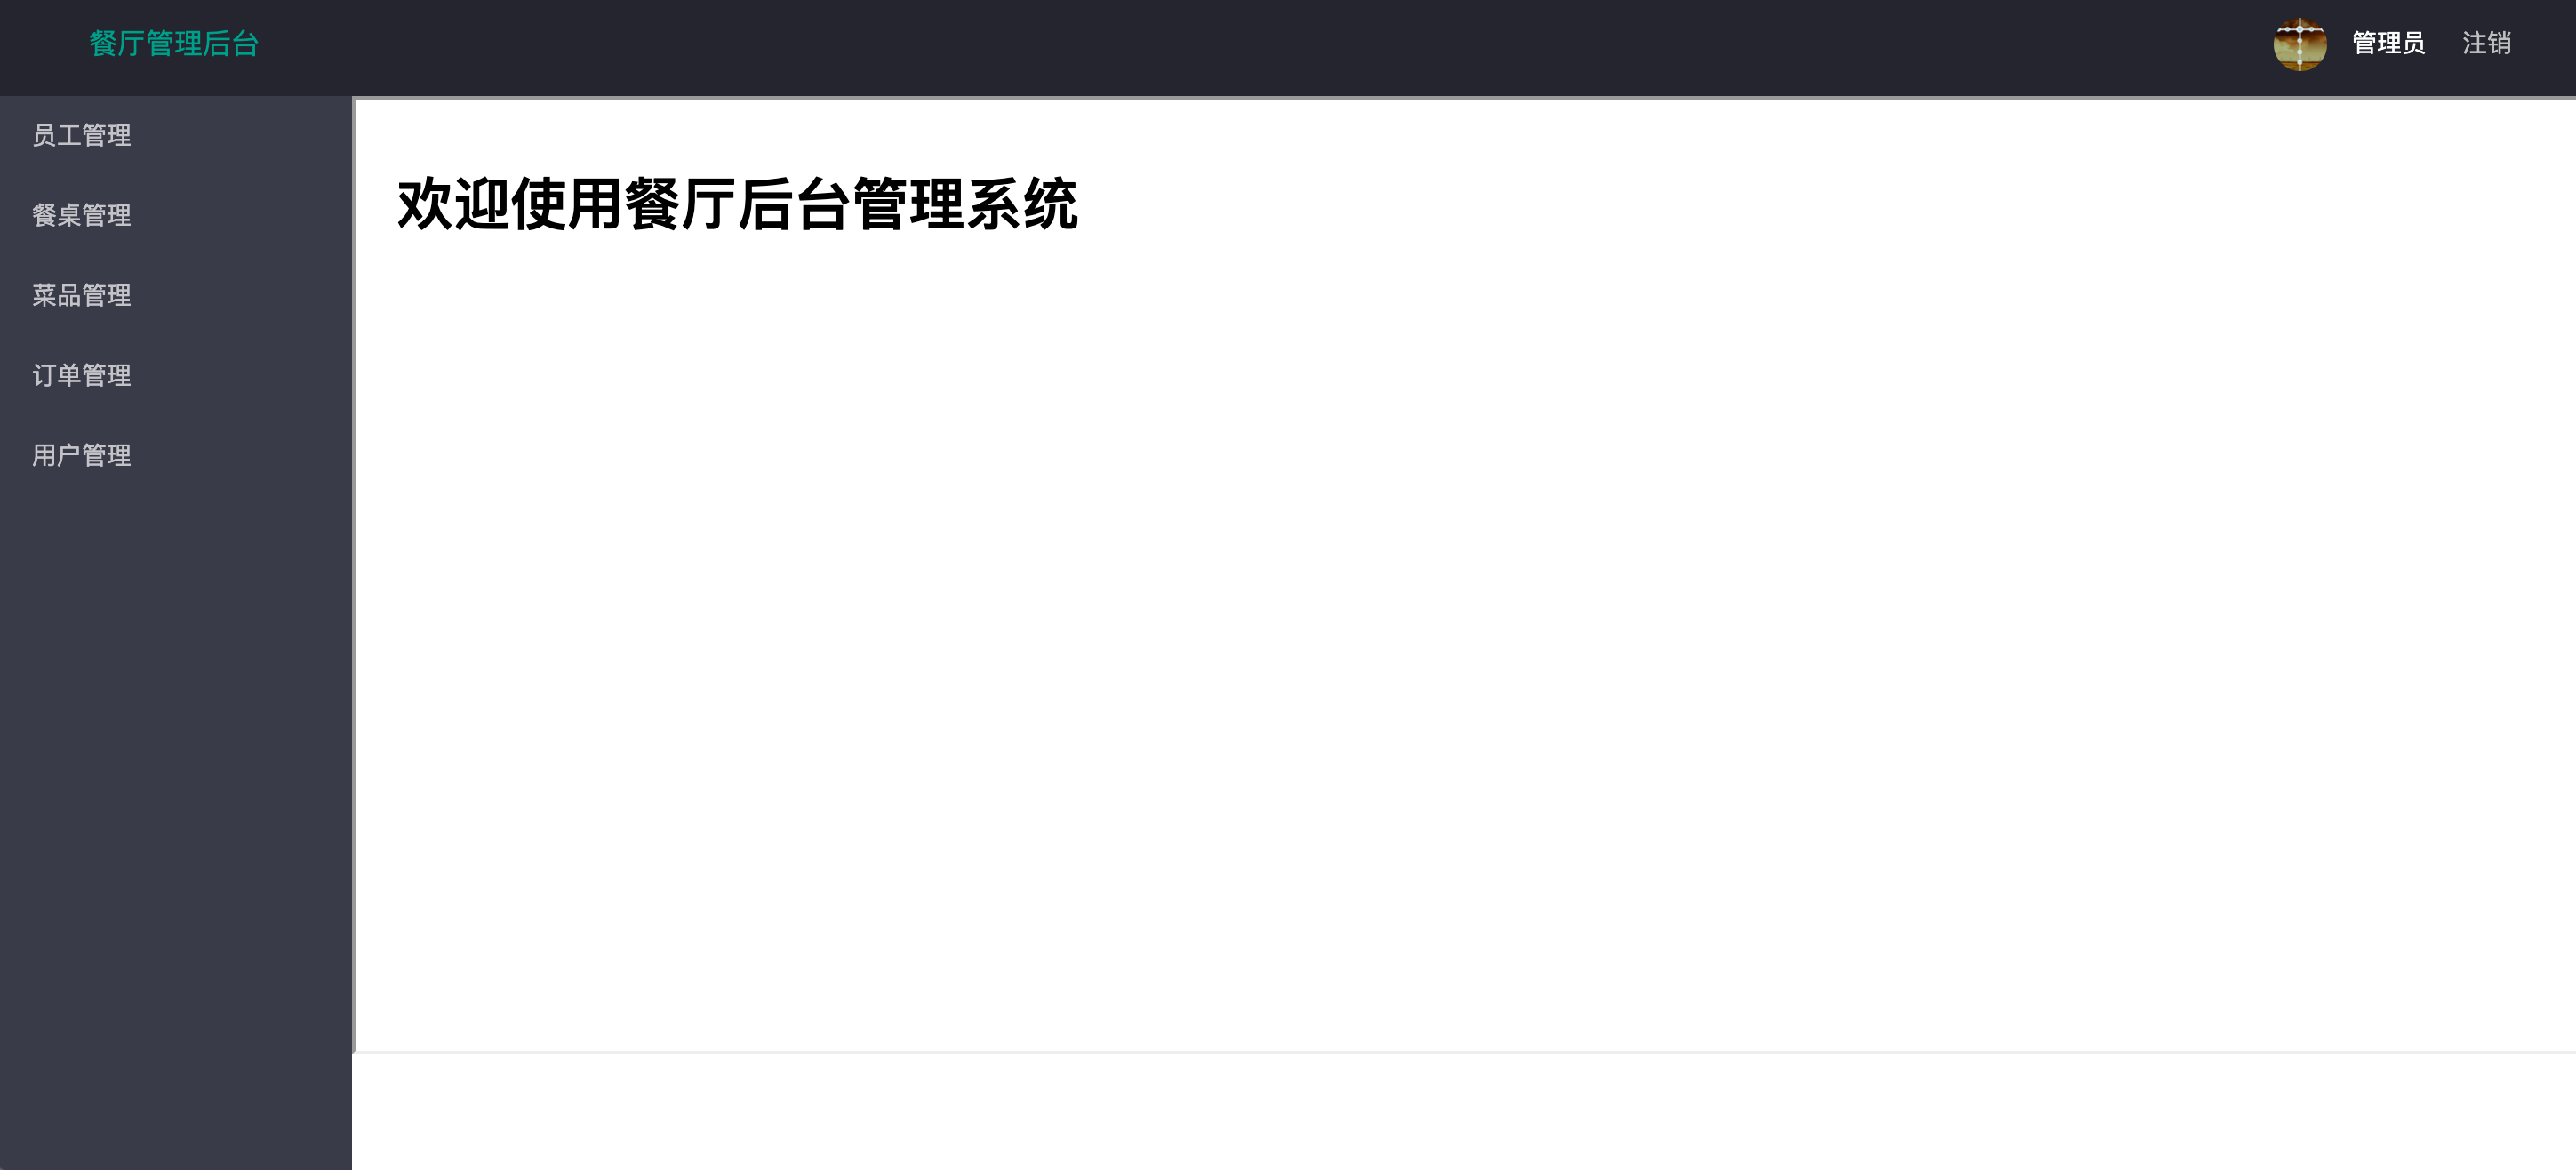 餐厅管理后台
管理员 注销
员工管理
餐桌管理
菜品管理
订单管理
用户管理
欢迎使用餐厅后台管理系统